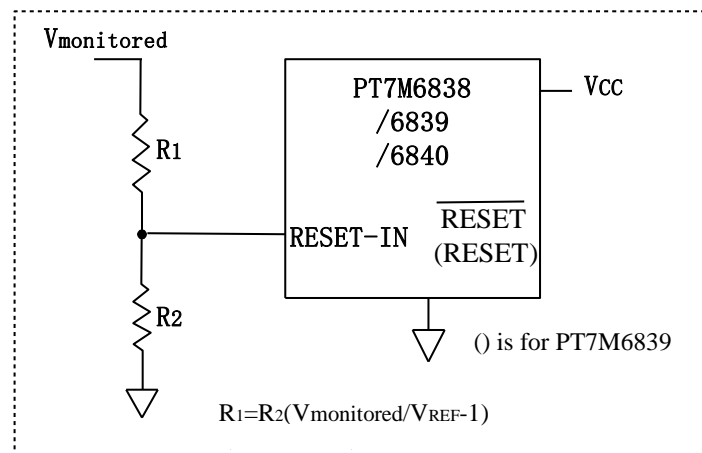 Vmonitored
PT7M6838
/6839
/6840
VCC
R1
RESET-IN
RESET
(RESET)
R2
() is for PT7M6839
R1=R2(Vmonitored/VREF-1)